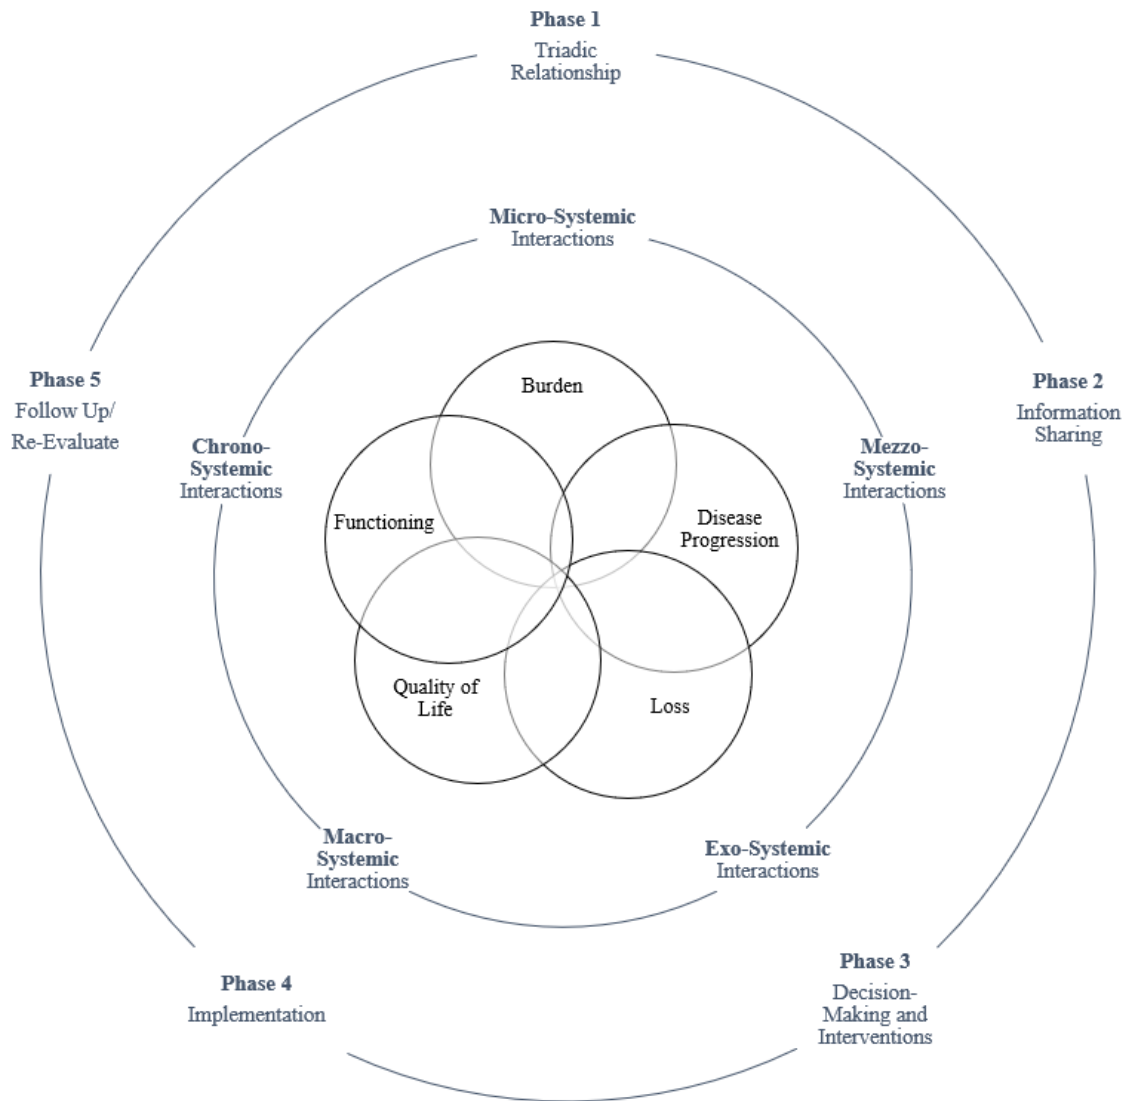 Phase 1
Triadic
Relationship
Micro-Systemic
Interactions
Burden
Phase 5
Follow Up/
Re-Evaluate
Phase 2
Information
Sharing
Chrono-
Systemic
Interactions
Mezzo-
Systemic
Interactions
Functioning
Disease
Progression
Quality of
Life
Loss
Macro-
Systemic
Interactions
Exo-Systemic
Interactions
Phase 4
Implementation
Phase 3
Decision-
Making and
Interventions